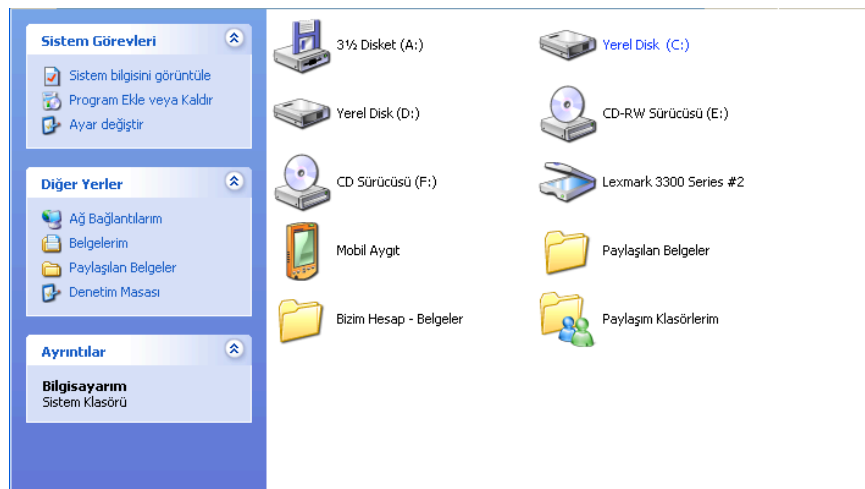 Sistem Görevleri
Sistem bilgisini görüntüle
Program Ekle veya Kaldır
Ayar değiştir
Diğer Yerler
Ağ Bağlantılarım
Belgelerim
Paylaşılan Belgeler
Denetim Masası
Ayrıntılar
Bilgisayarım
Sistem Klasörü
3½ Disket (A:)
Yerel Disk (C:)
Yerel Disk (D:)
CD-RW Sürücüsü (E:)
CD Sürücüsü (F:)
Lexmark 3300 Series #2
Mobil Aygıt
Paylaşılan Belgeler
Bizim Hesap - Belgeler
Paylaşım Klasörlerim